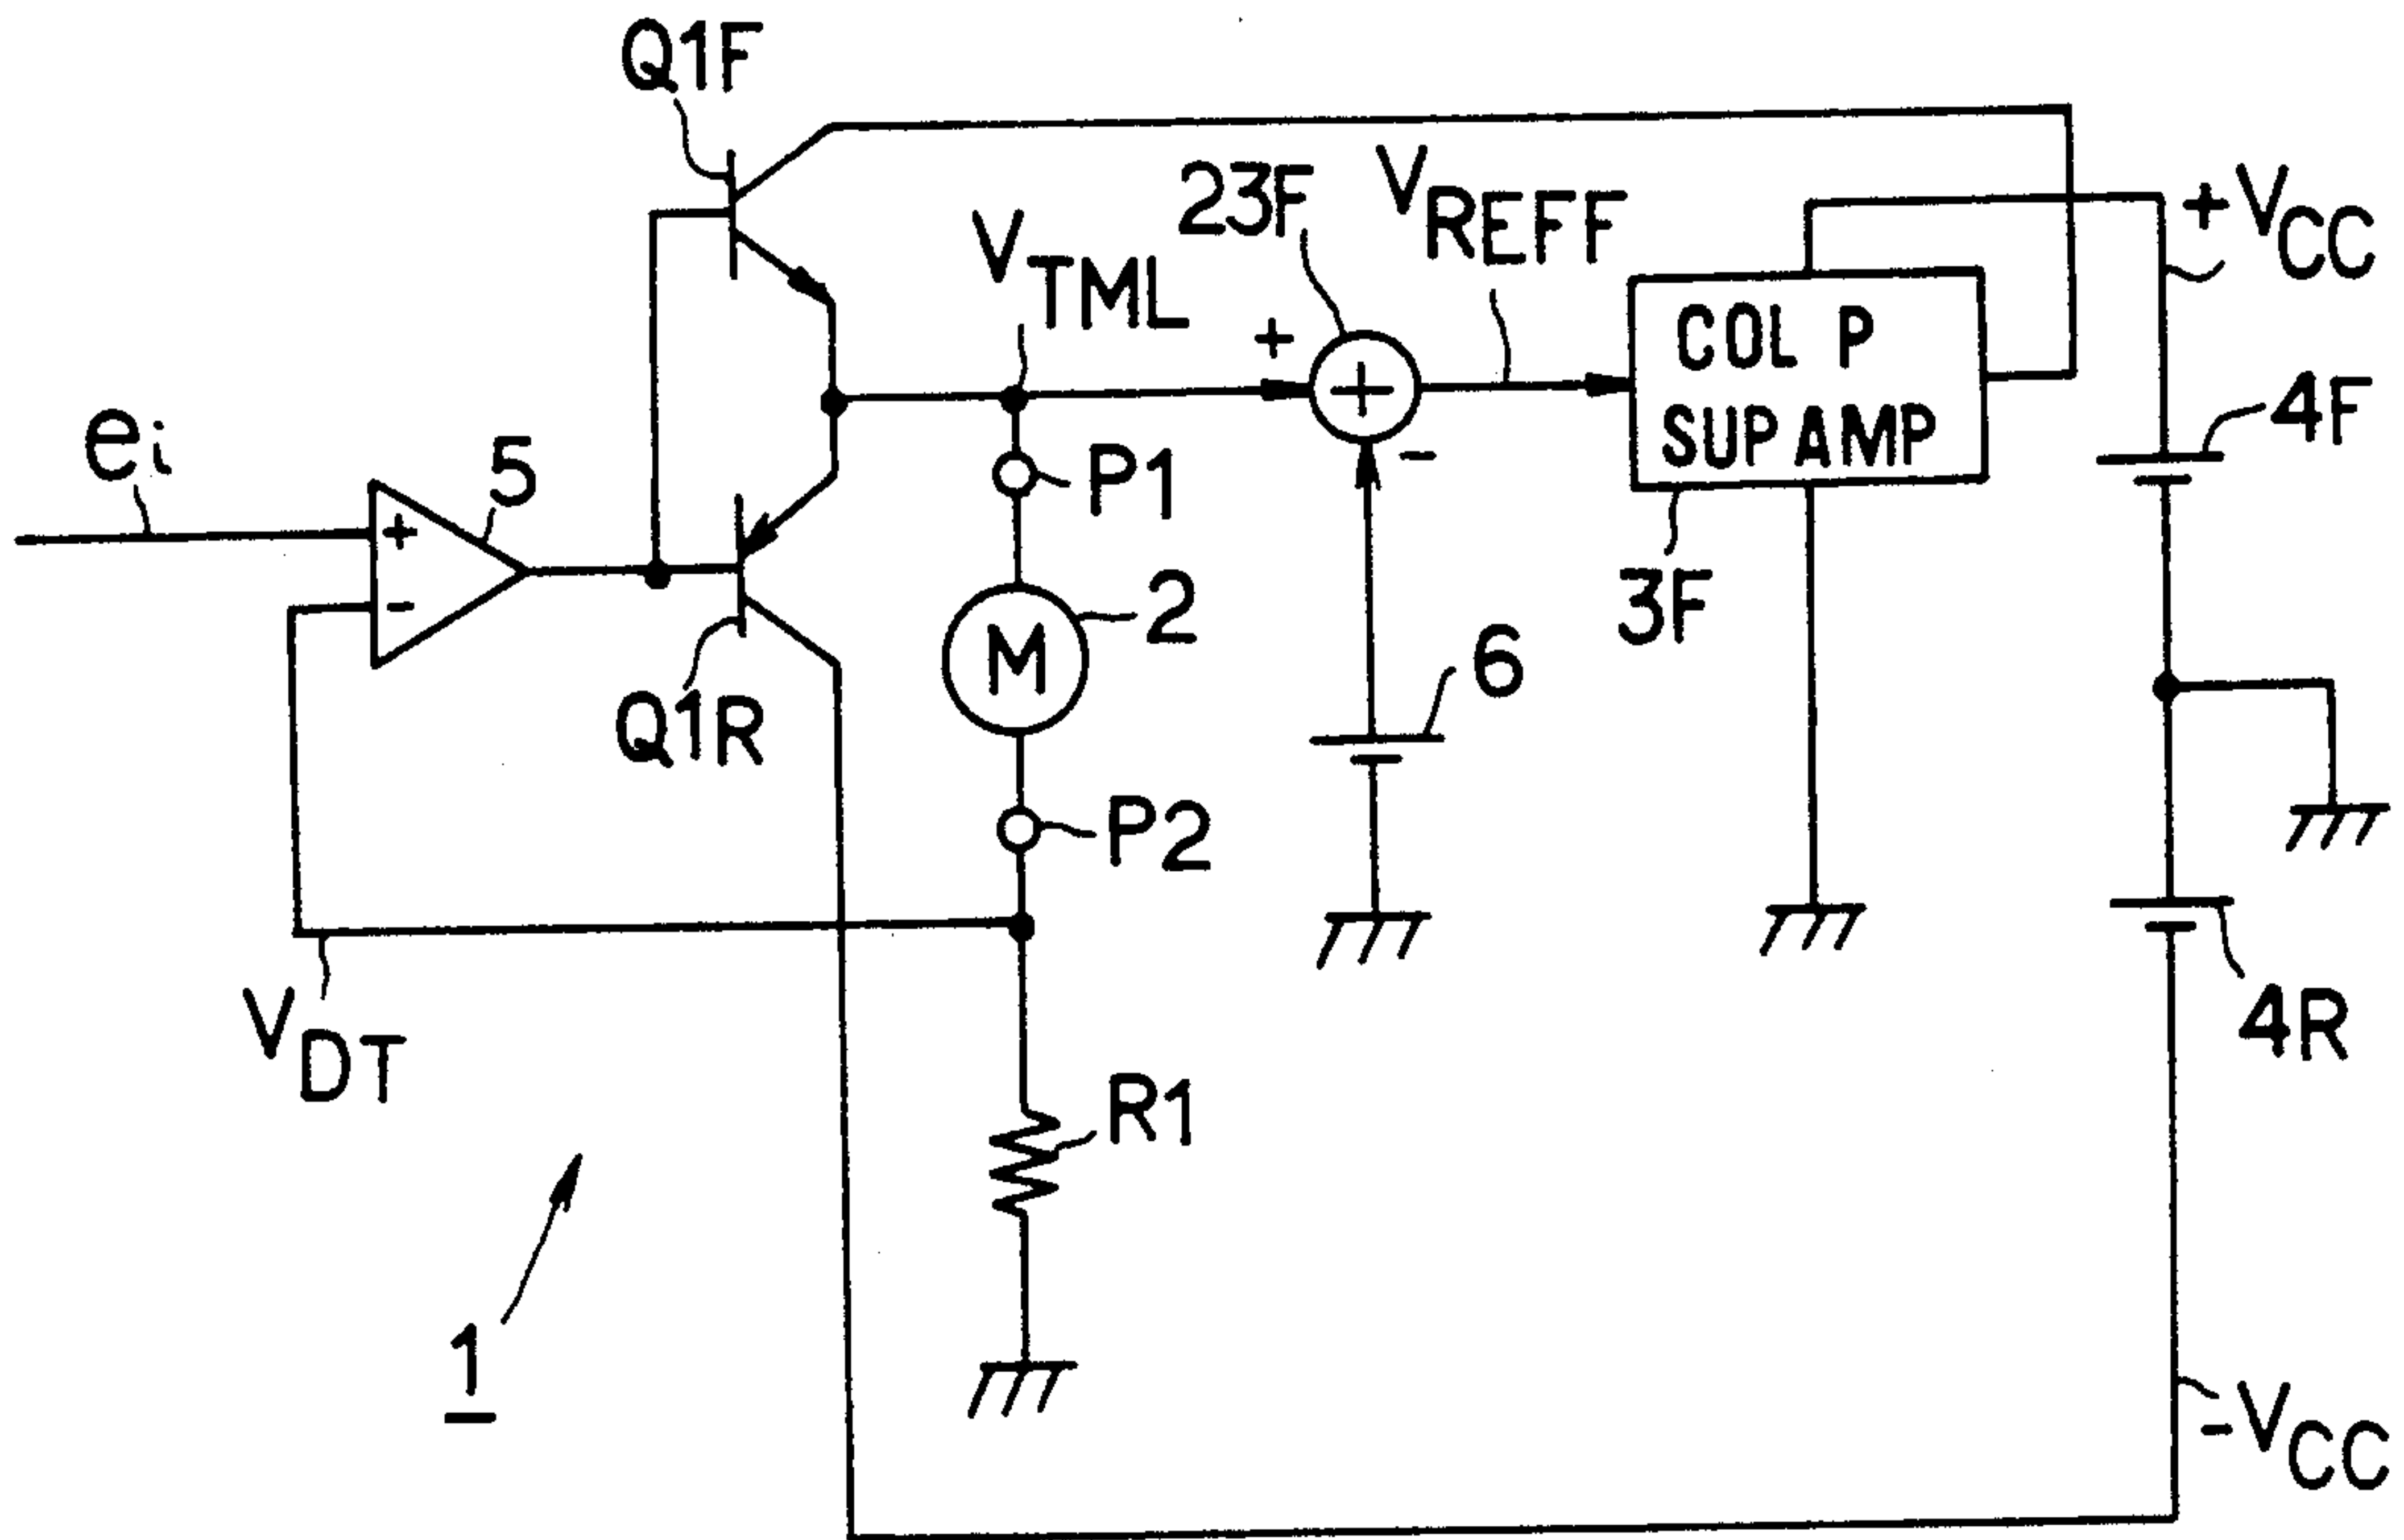 Q1F
23F
VREFF
+VCC
VTML
+
COL P
SUP AMP
4F
ei
5
+
-
+
-
P1
3F
2
M
6
Q1R
P2
VDT
R1
4R
1
-VCC